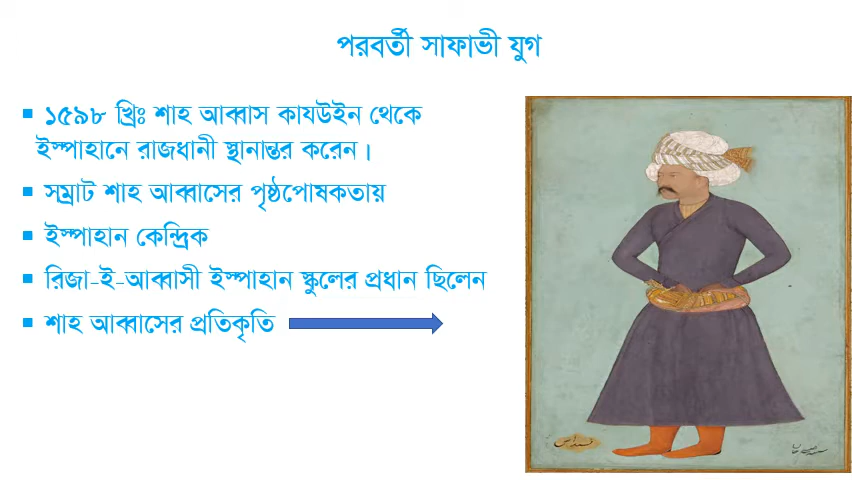 পরবর্তী সাফাভী যুগ
▪ ১৫৯৮ খ্রিঃ শাহ আব্বাস কাযউইন থেকে
ইস্পাহানে রাজধানী স্থানান্তর করেন।
▪ সম্রাট শাহ আব্বাসের পৃষ্ঠপোষকতায়
▪ ইস্পাহান কেন্দ্রিক
▪ রিজা-ই-আব্বাসী ইস্পাহান স্কুলের প্রধান ছিলেন
▪ শাহ আব্বাসের প্রতিকৃতি